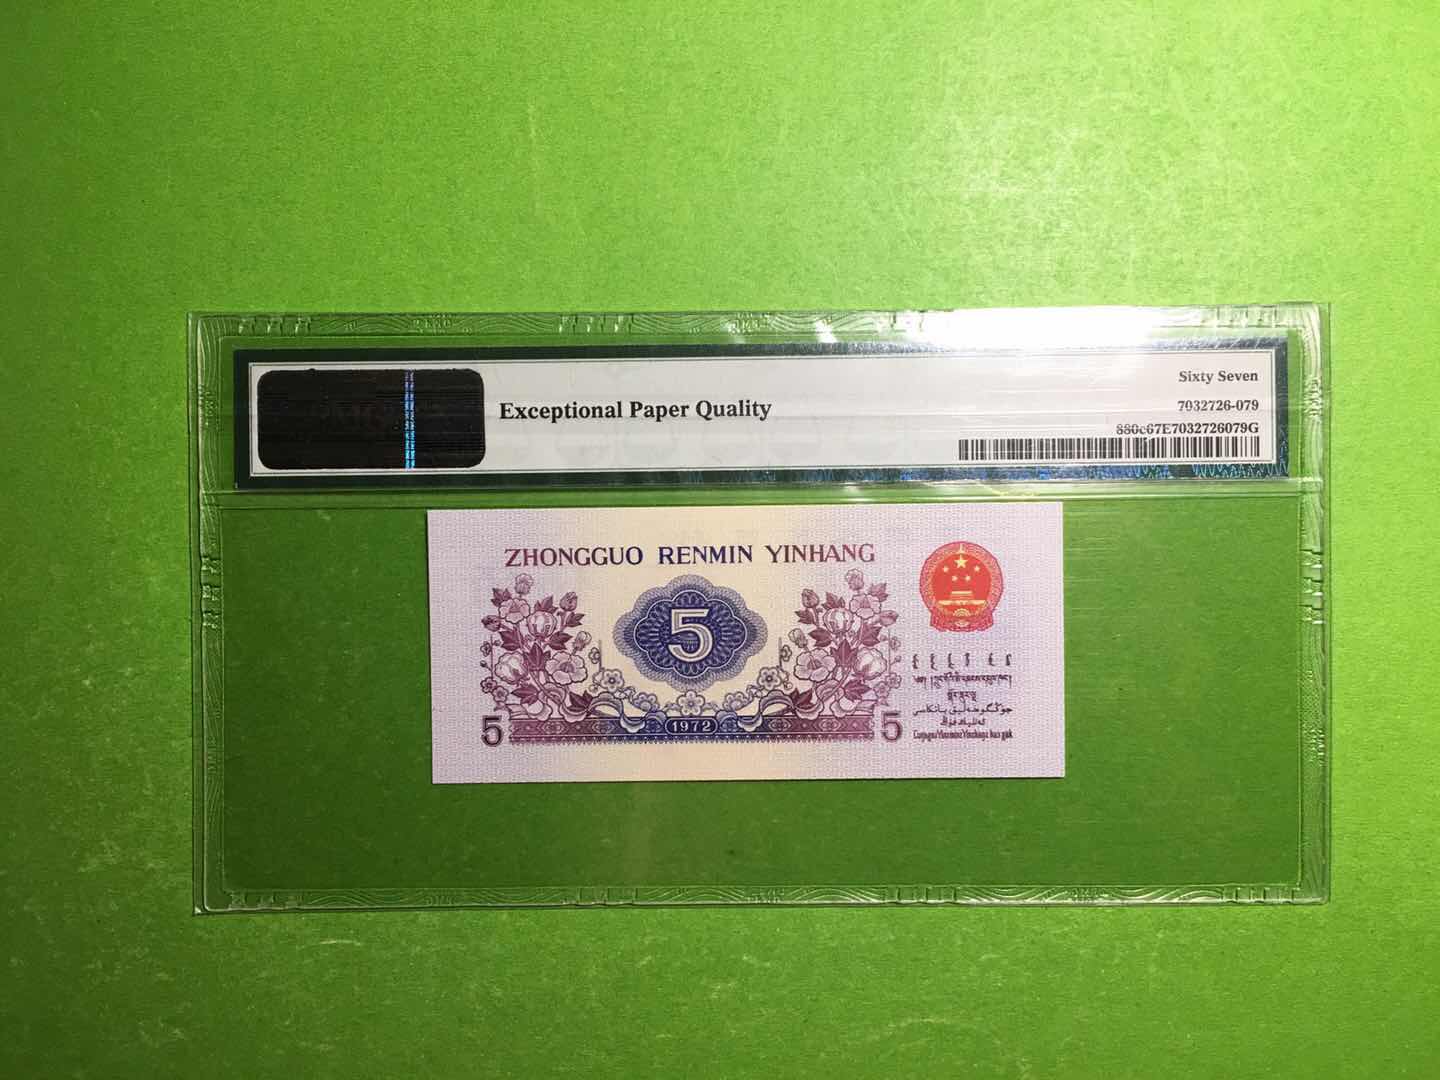 Exceptional Paper Quality
Sixty Seven
7032726-079
880c67E7032726079G
ZHONGGUO RENMIN YINHANG
5
1972
5
5